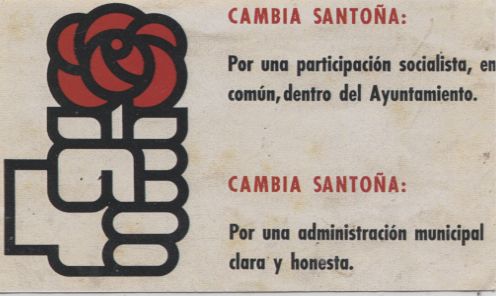 CAMBIA SANTOÑA:
Por una participación socialista, en
común, dentro del Ayuntamiento.
CAMBIA SANTOÑA:
Por una administración municipal
clara y honesta.